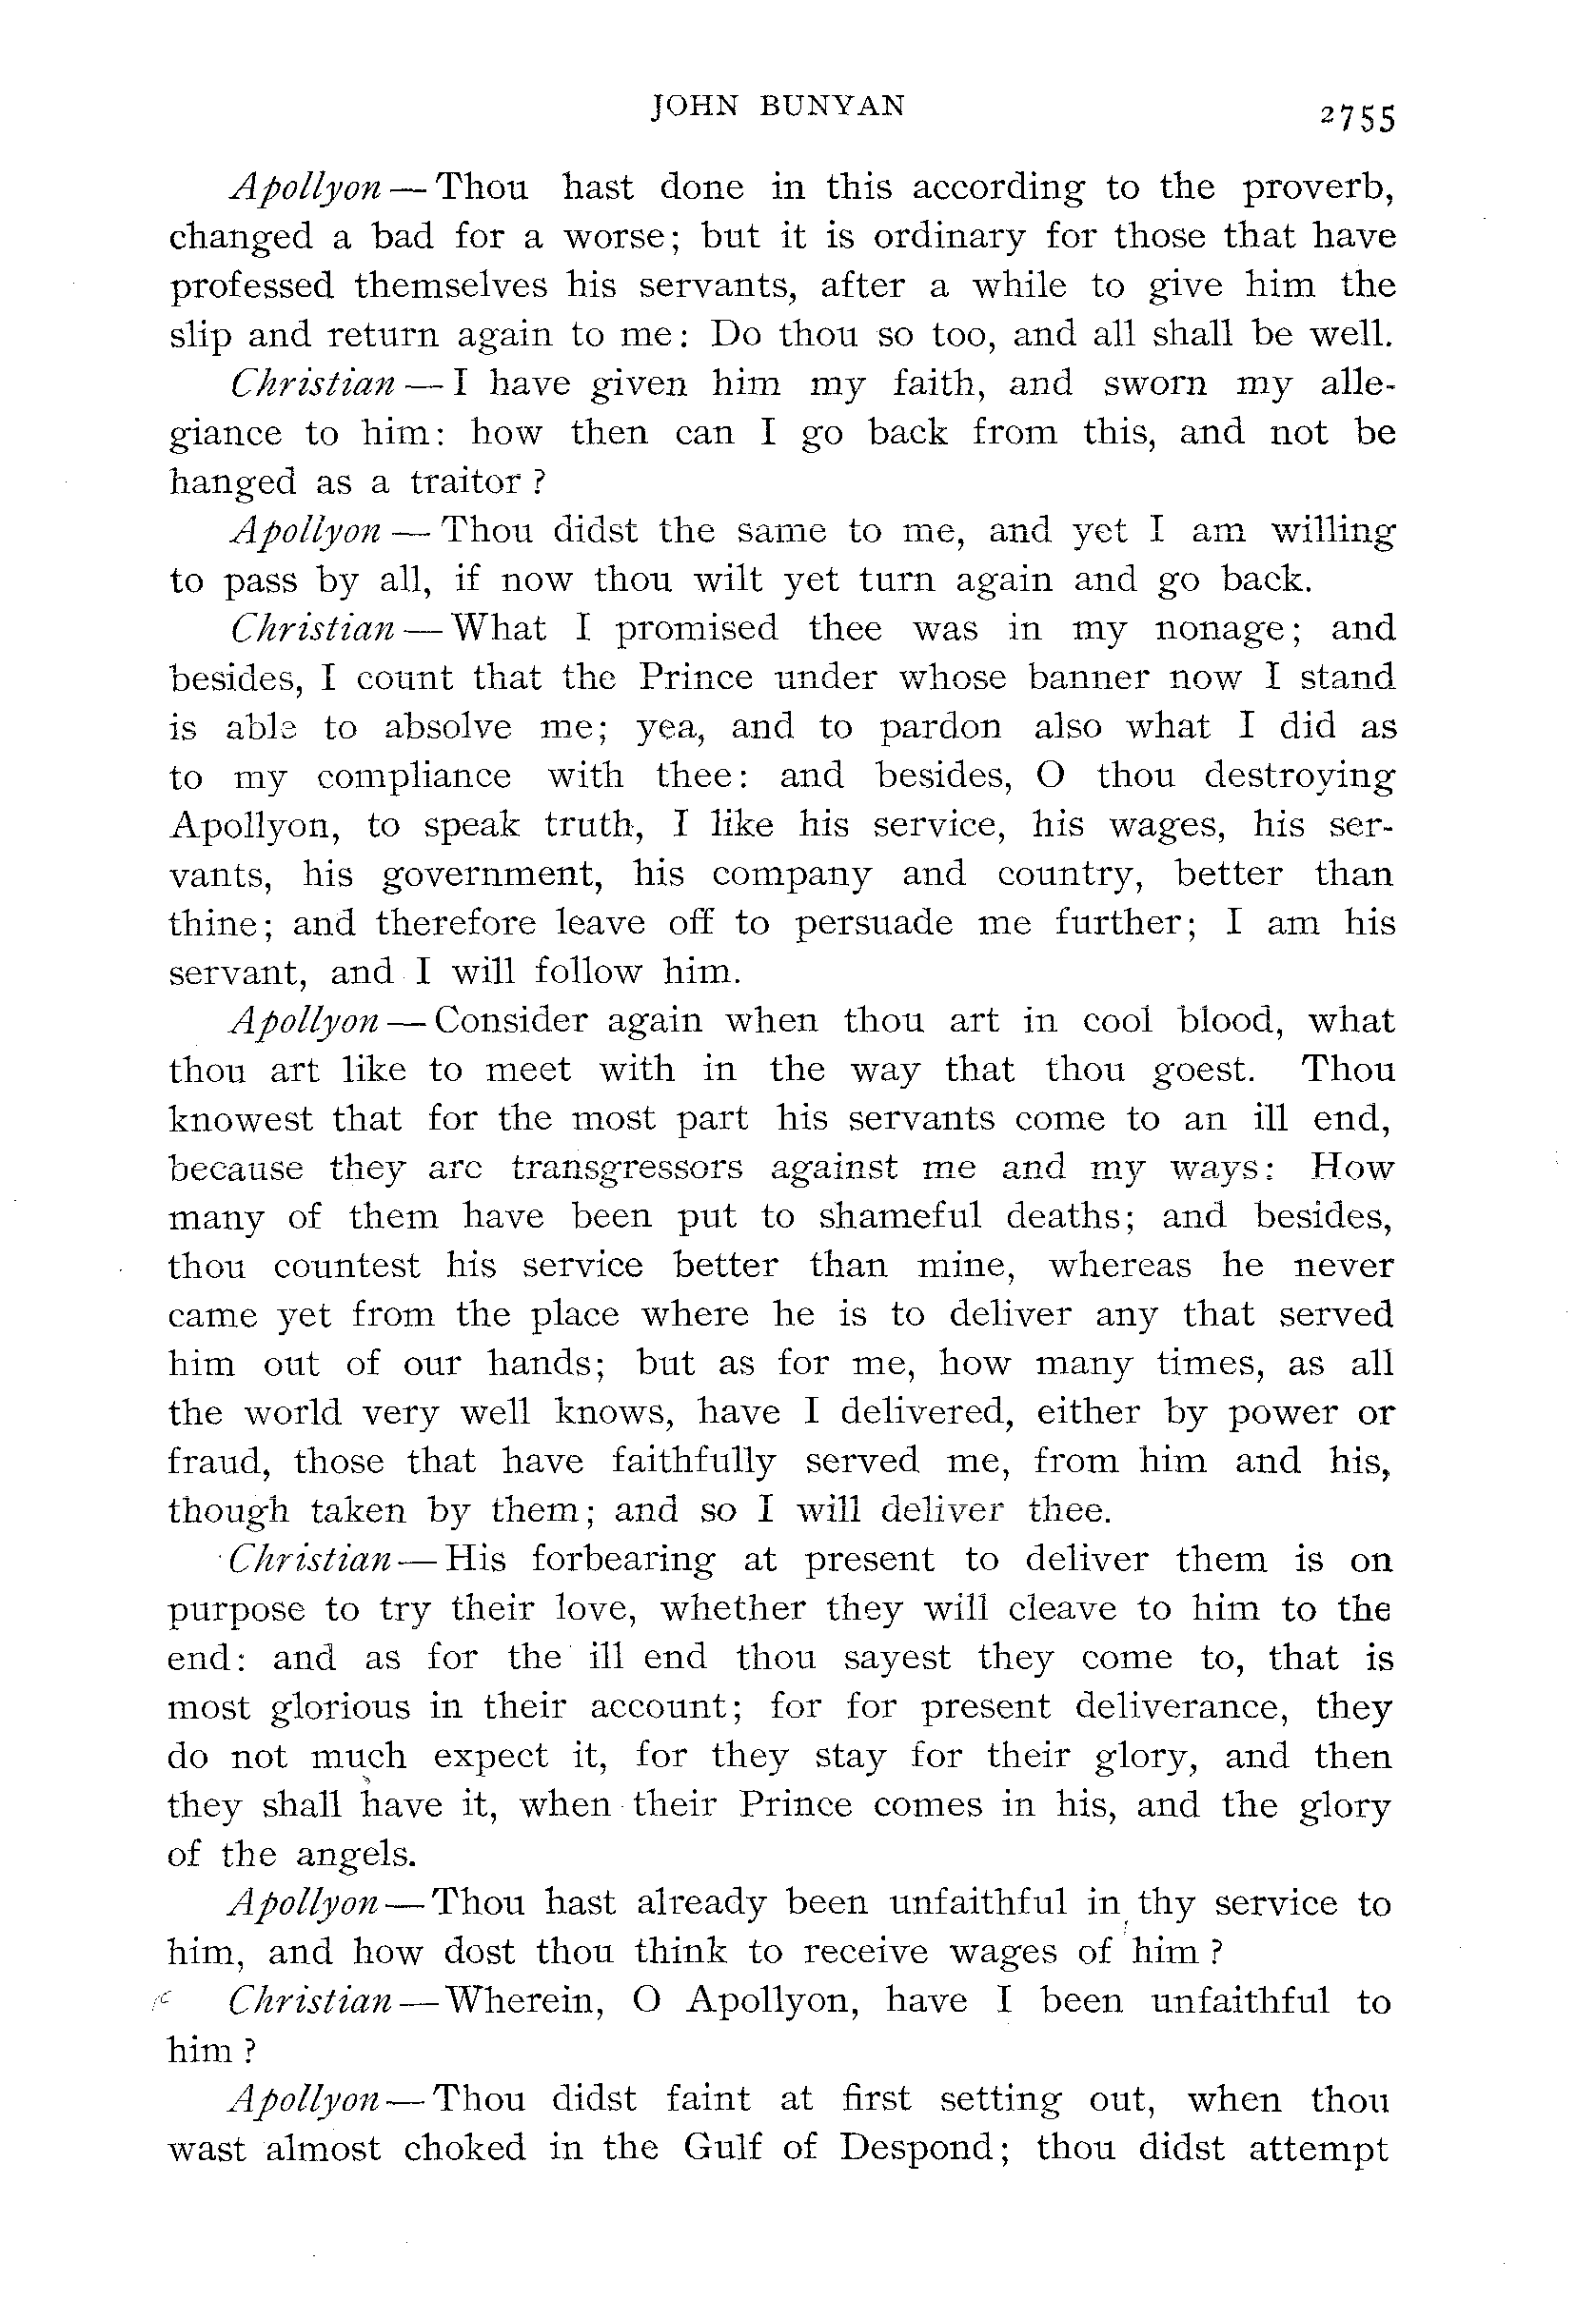 JOHN BUNYAN
2755
Apollyon — Thou hast done in this according to the proverb,
changed a bad for a worse; but it is ordinary for those that have
professed themselves his servants, after a while to give him the
slip and return again to me: Do thou so too, and all shall be well.
Christian — I have given him my faith, and sworn my alle-
giance to him: how then can I go back from this, and not be
hanged as a traitor?
Apollyon — Thou didst the same to me, and yet I am willing
to pass by all, if now thou wilt yet turn again and go back.
Christian — What I promised thee was in my nonage; and
besides, I count that the Prince under whose banner now I stand
is able to absolve me; yea, and to pardon also what I did as
to my compliance with thee: and besides, O thou destroying
Apollyon, to speak truth, I like his service, his wages, his ser-
vants, his government, his company and country, better than
thine; and therefore leave off to persuade me further; I am his
servant, and I will follow him.
Apollyon — Consider again when thou art in cool blood, what
thou art like to meet with in the way that thou goest. Thou
knowest that for the most part his servants come to an ill end,
because they are transgressors against me and my ways: How
many of them have been put to shameful deaths; and besides,
thou countest his service better than mine, whereas he never
came yet from the place where he is to deliver any that served
him out of our hands; but as for me, how many times, as all
the world very well knows, have I delivered, either by power or
fraud, those that have faithfully served me, from him and his,
though taken by them; and so I will deliver thee.
Christian — His forbearing at present to deliver them is on
purpose to try their love, whether they will cleave to him to the
end: and as for the ill end thou sayest they come to, that is
most glorious in their account; for for present deliverance, they
do not much expect it, for they stay for their glory, and then
they shall have it, when their Prince comes in his, and the glory
of the angels.
Apollyon — Thou hast already been unfaithful in thy service to
him, and how dost thou think to receive wages of him?
Christian — Wherein, O Apollyon, have I been unfaithful to
him?
Apollyon — Thou didst faint at first setting out, when thou
wast almost choked in the Gulf of Despond; thou didst attempt